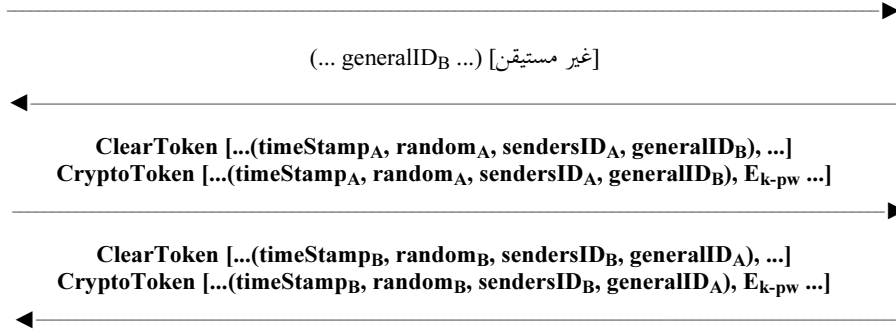 (... generalIDB ...) [غير مستيقن]
ClearToken [...(timeStampA, randomA, sendersIDA, generalIDB), ...]
CryptoToken [...(timeStampA, randomA, sendersIDA, generalIDB), Ek-pw ...]
ClearToken [...(timeStampB, randomB, sendersIDB, generalIDA), ...]
CryptoToken [...(timeStampB, randomB, sendersIDB, generalIDA), Ek-pw ...]